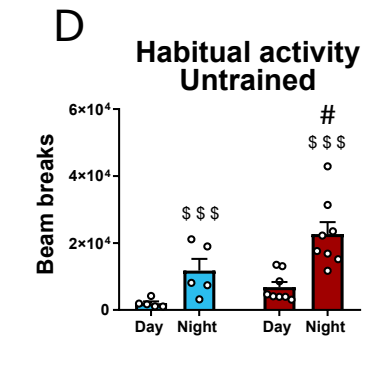 D
Habitual activity
Untrained
Beam breaks
6×10⁴
4×10⁴
2×10⁴
0
#
$ $ $
$ $ $
Day Night Day Night